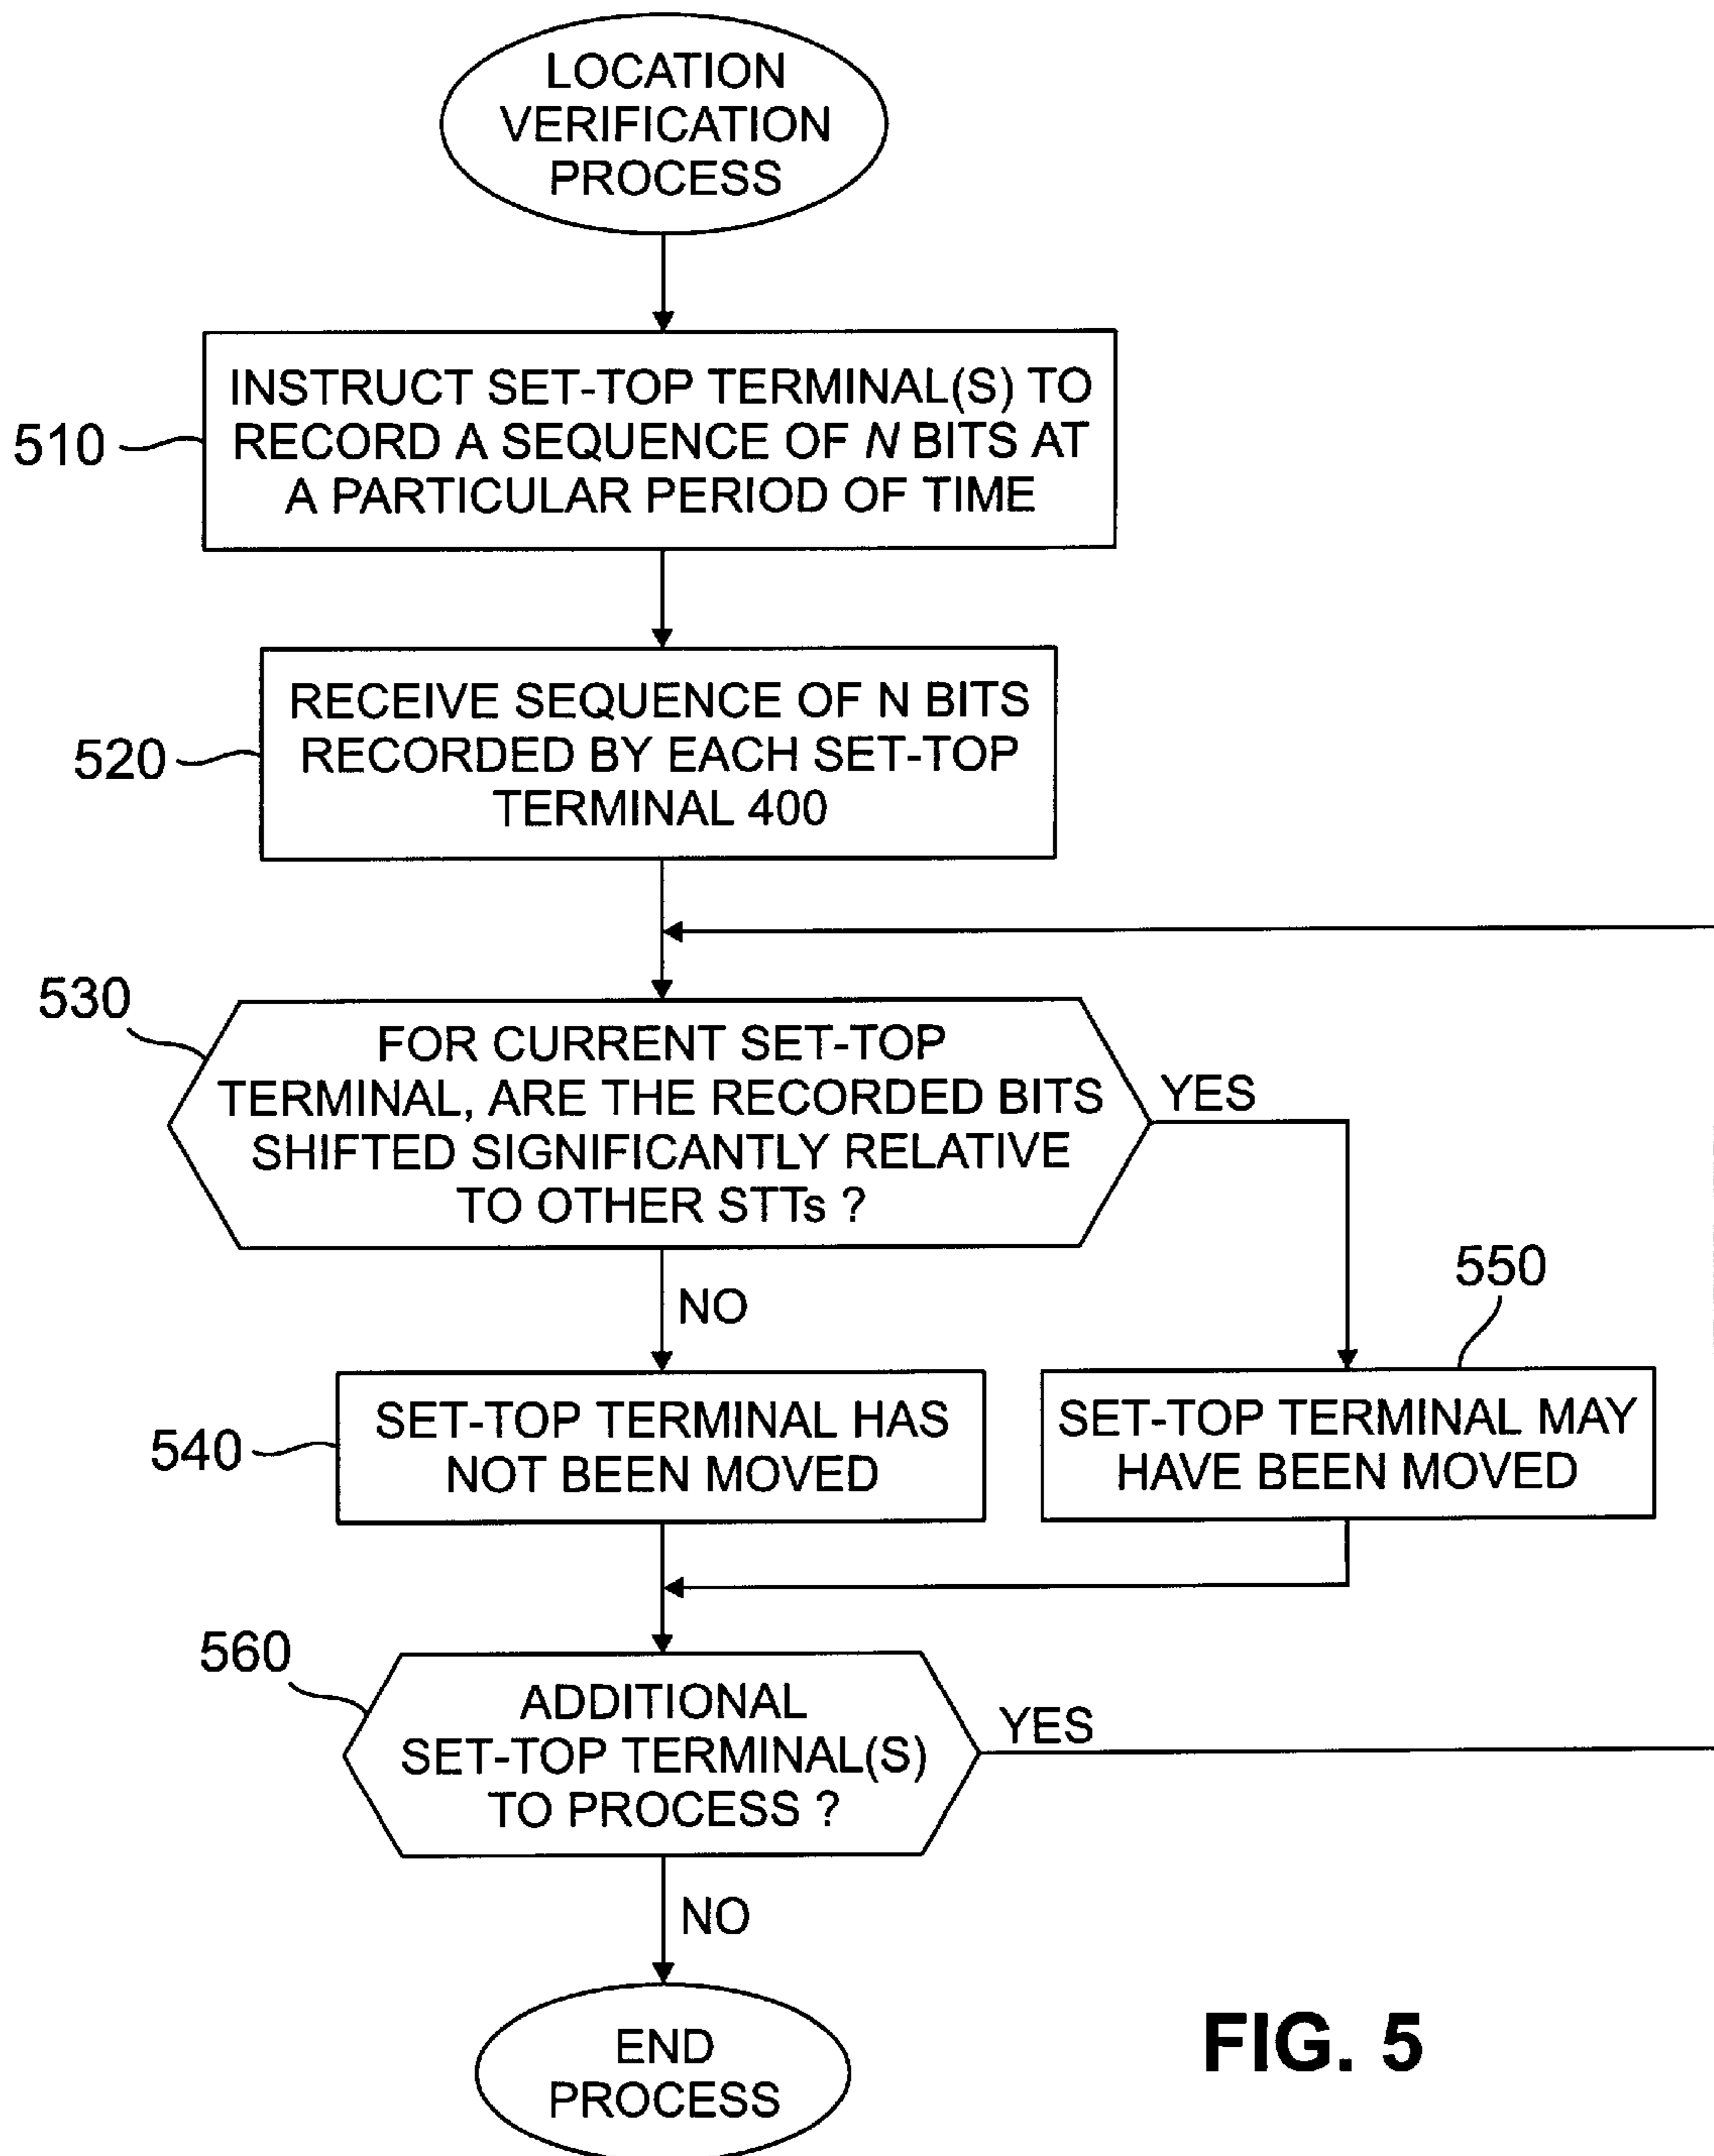 LOCATION
VERIFICATION
PROCESS
510
INSTRUCT SET-TOP TERMINAL(S) TO
RECORD A SEQUENCE OF N BITS AT
A PARTICULAR PERIOD OF TIME
520
RECEIVE SEQUENCE OF N BITS
RECORDED BY EACH SET-TOP
TERMINAL 400
530
FOR CURRENT SET-TOP
TERMINAL, ARE THE RECORDED BITS
SHIFTED SIGNIFICANTLY RELATIVE
TO OTHER STTs ?
YES
NO
540
SET-TOP TERMINAL HAS
NOT BEEN MOVED
550
SET-TOP TERMINAL MAY
HAVE BEEN MOVED
560
ADDITIONAL
SET-TOP TERMINAL(S)
TO PROCESS ?
YES
NO
END
PROCESS
FIG. 5